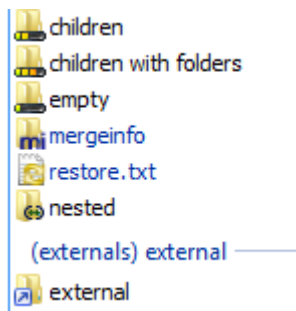 children
children with folders
empty
mergeinfo
restore.txt
nested
(externals) external
external